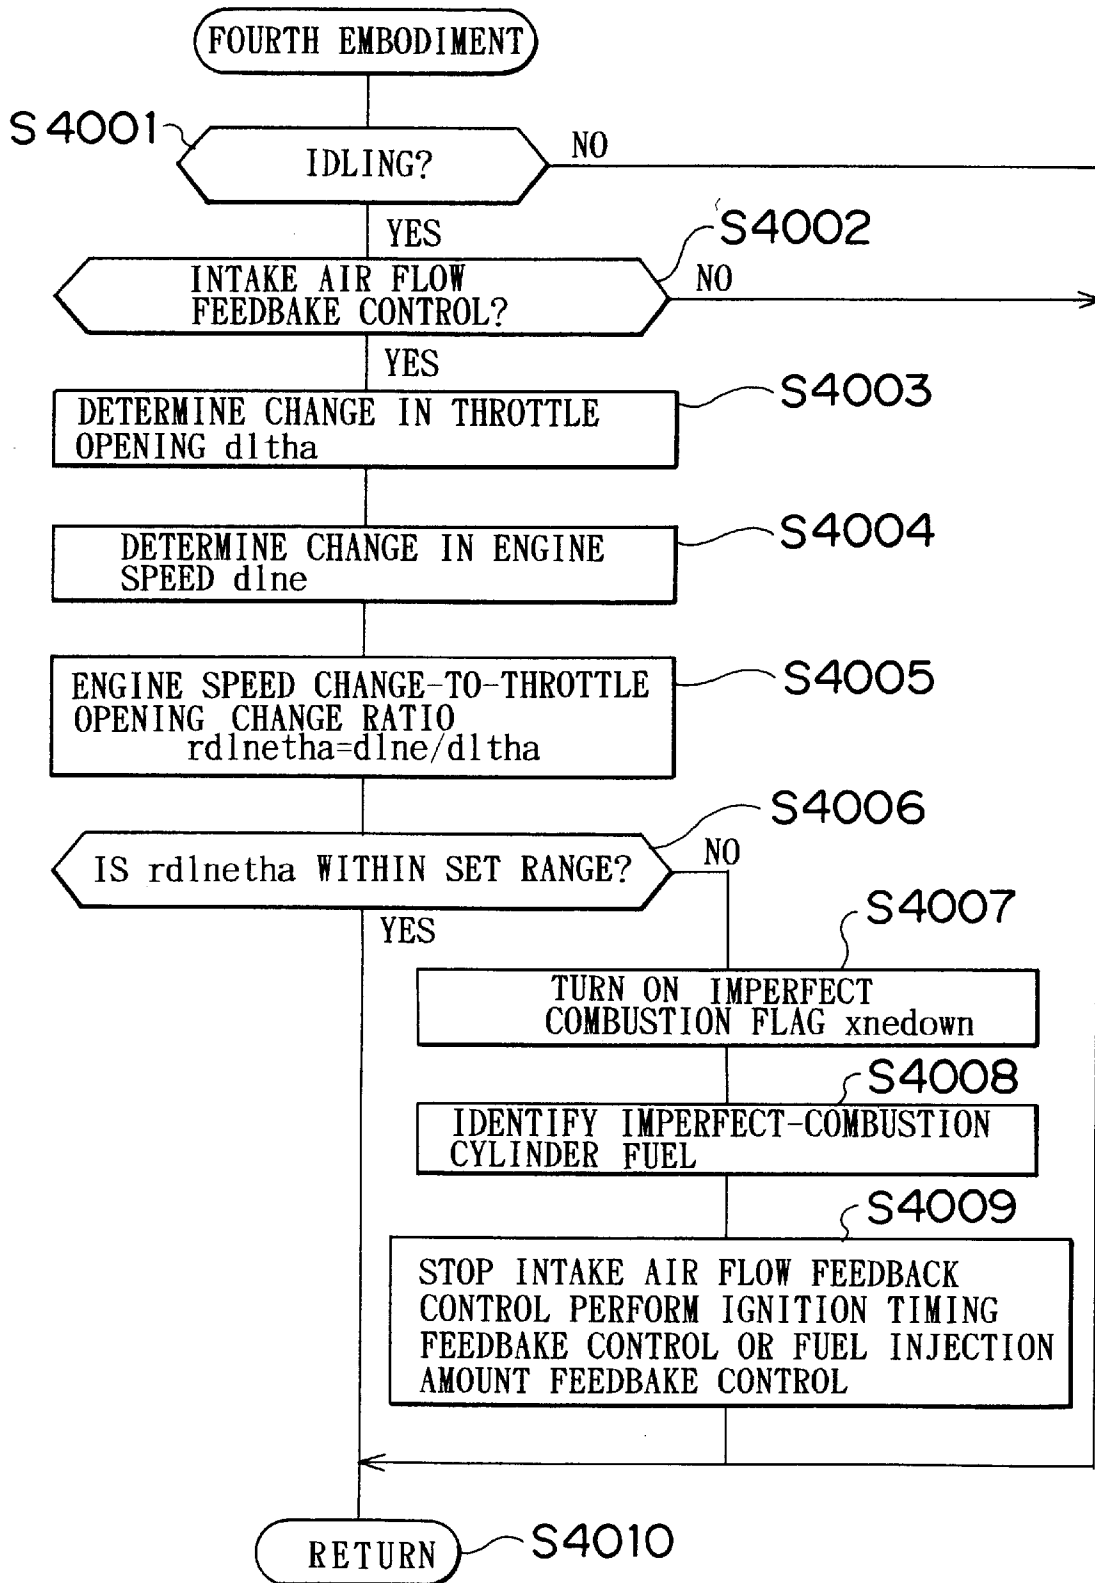 FOURTH EMBODIMENT
S4001
IDLING?
NO
YES
S4002
INTAKE AIR FLOW
FEEDBAKE CONTROL?
NO
YES
S4003
DETERMINE CHANGE IN THROTTLE
OPENING dltha
S4004
DETERMINE CHANGE IN ENGINE
SPEED dlne
S4005
ENGINE SPEED CHANGE-TO-THROTTLE
OPENING CHANGE RATIO
rdlnetha=dlne/dltha
S4006
IS rdlnetha WITHIN SET RANGE?
NO
YES
S4007
TURN ON IMPERFECT
COMBUSTION FLAG xnedown
S4008
IDENTIFY IMPERFECT-COMBUSTION
CYLINDER FUEL
S4009
STOP INTAKE AIR FLOW FEEDBACK
CONTROL PERFORM IGNITION TIMING
FEEDBAKE CONTROL OR FUEL INJECTION
AMOUNT FEEDBAKE CONTROL
RETURN
S4010